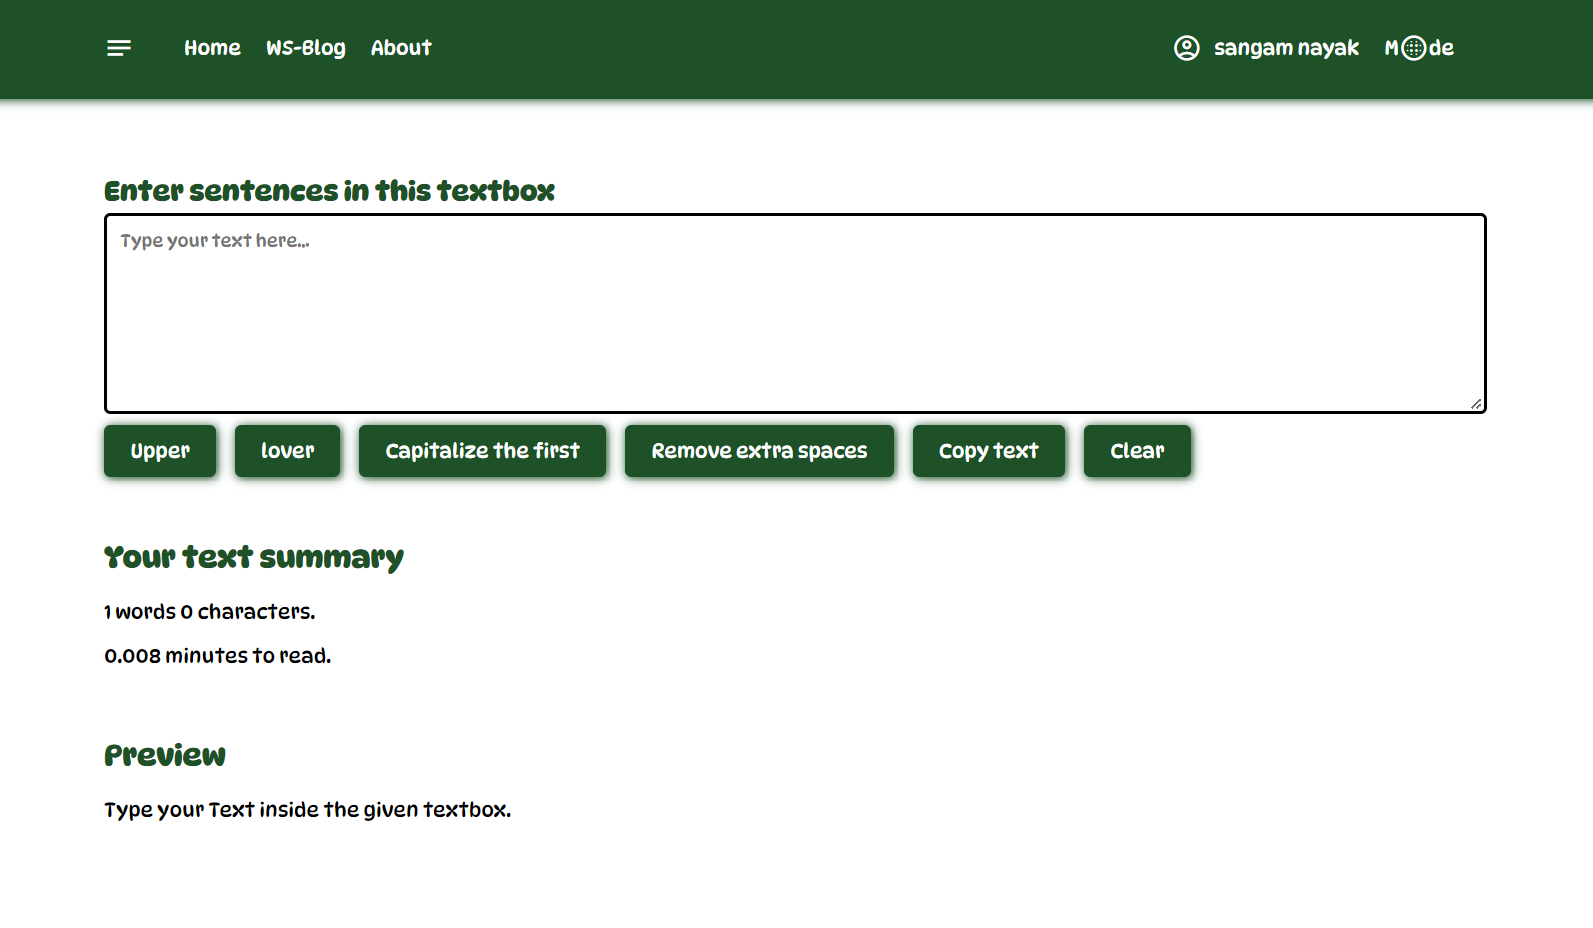 Home WS-Blog About sangam nayak Mode
Enter sentences in this textbox
Type your text here...
Upper lover Capitalize the first Remove extra spaces Copy text Clear
Your text summary
1 words 0 characters.
0.008 minutes to read.
Preview
Type your Text inside the given textbox.